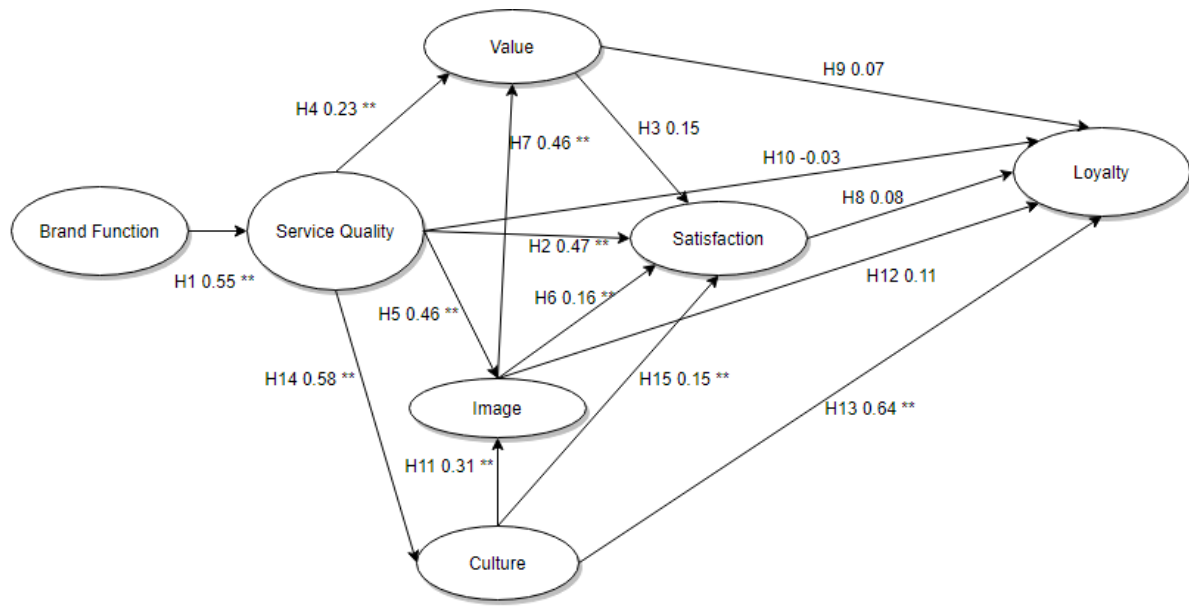 Value
H9 0.07
H4 0.23 **
H3 0.15
H7 0.46 **
H10 -0.03
Loyalty
H8 0.08
Brand Function
Service Quality
Satisfaction
H2 0.47 **
H1 0.55 **
H12 0.11
H6 0.16 **
H5 0.46 **
H14 0.58 **
H15 0.15 **
Image
H13 0.64 **
H11 0.31 **
Culture